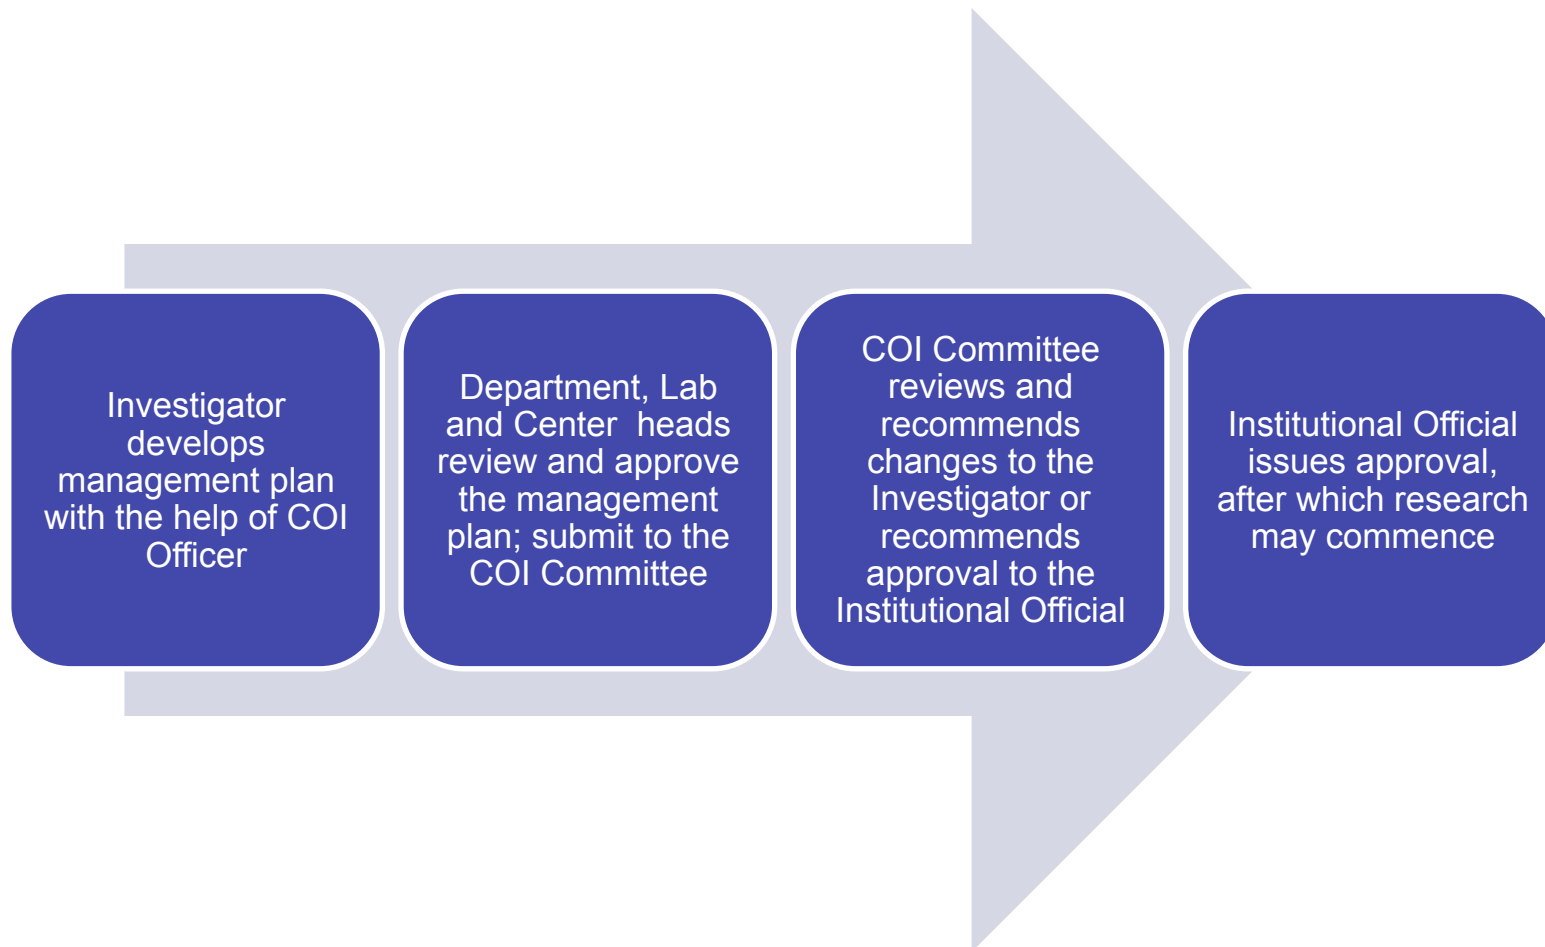 Investigator
develops
management plan
with the help of COI
Officer
Department, Lab
and Center  heads
review and approve
the management
plan; submit to the
COI Committee
COI Committee
reviews and
recommends
changes to the
Investigator or
recommends
approval to the
Institutional Official
Institutional Official
issues approval,
after which research
may commence